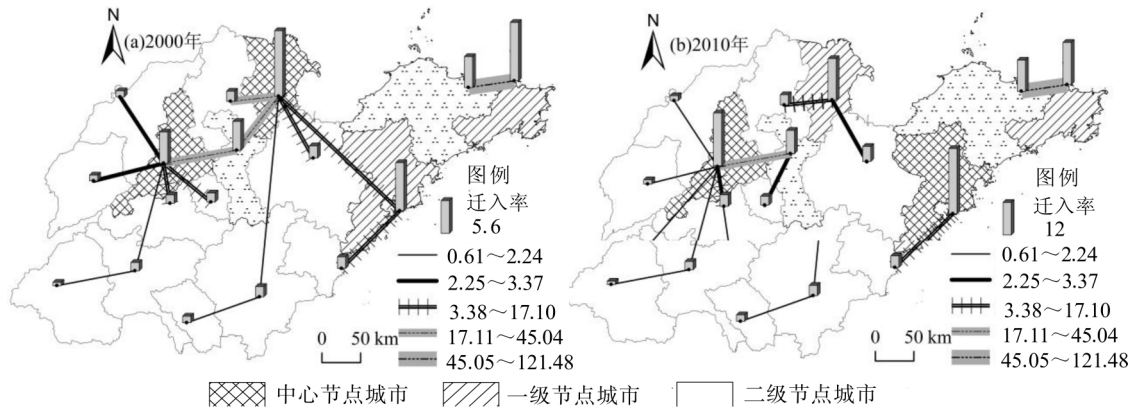 N
(a)2000年
图例
迁入率
5.6
0.61～2.24
2.25～3.37
3.38～17.10
17.11～45.04
45.05～121.48
0 50 km
N
(b)2010年
图例
迁入率
12
0.61～2.24
2.25～3.37
3.38～17.10
17.11～45.04
45.05～121.48
0 50 km
中心节点城市 一级节点城市 二级节点城市